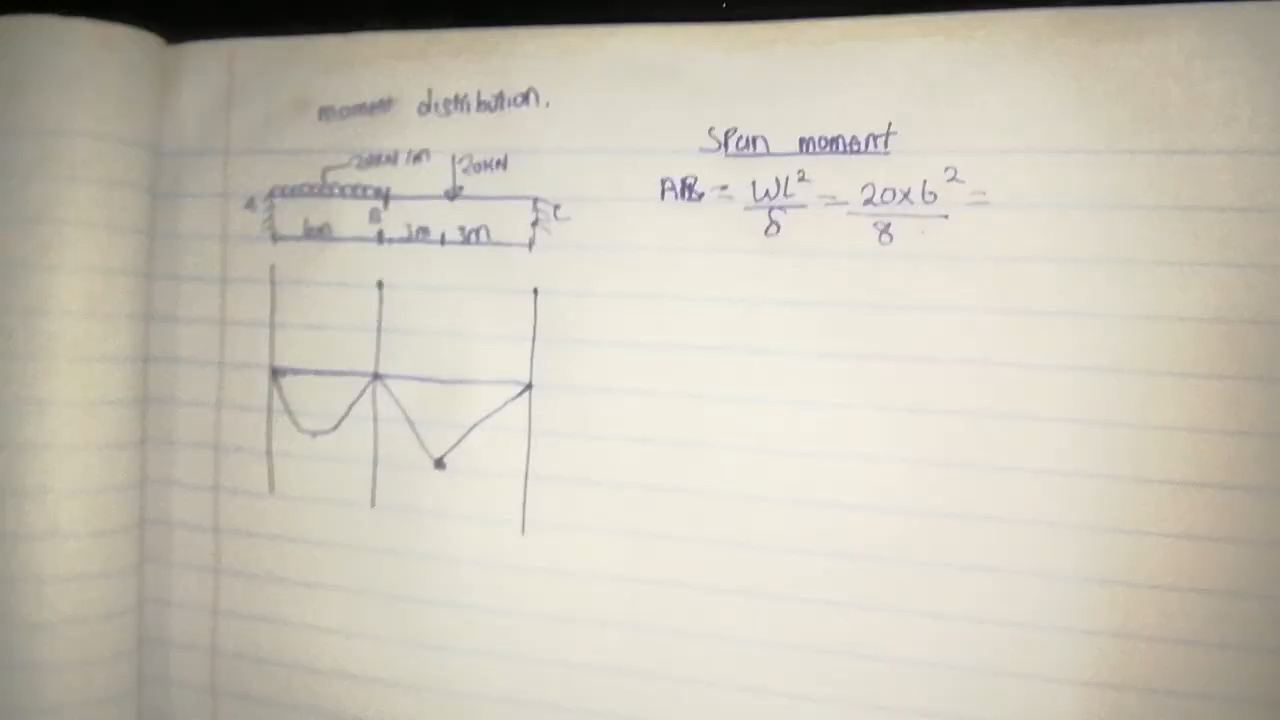 moment distribution.
20KN/m
20KN
A
B
C
6m
3m
3m
Span moment
AB = WL² = 20x6² =
8 8